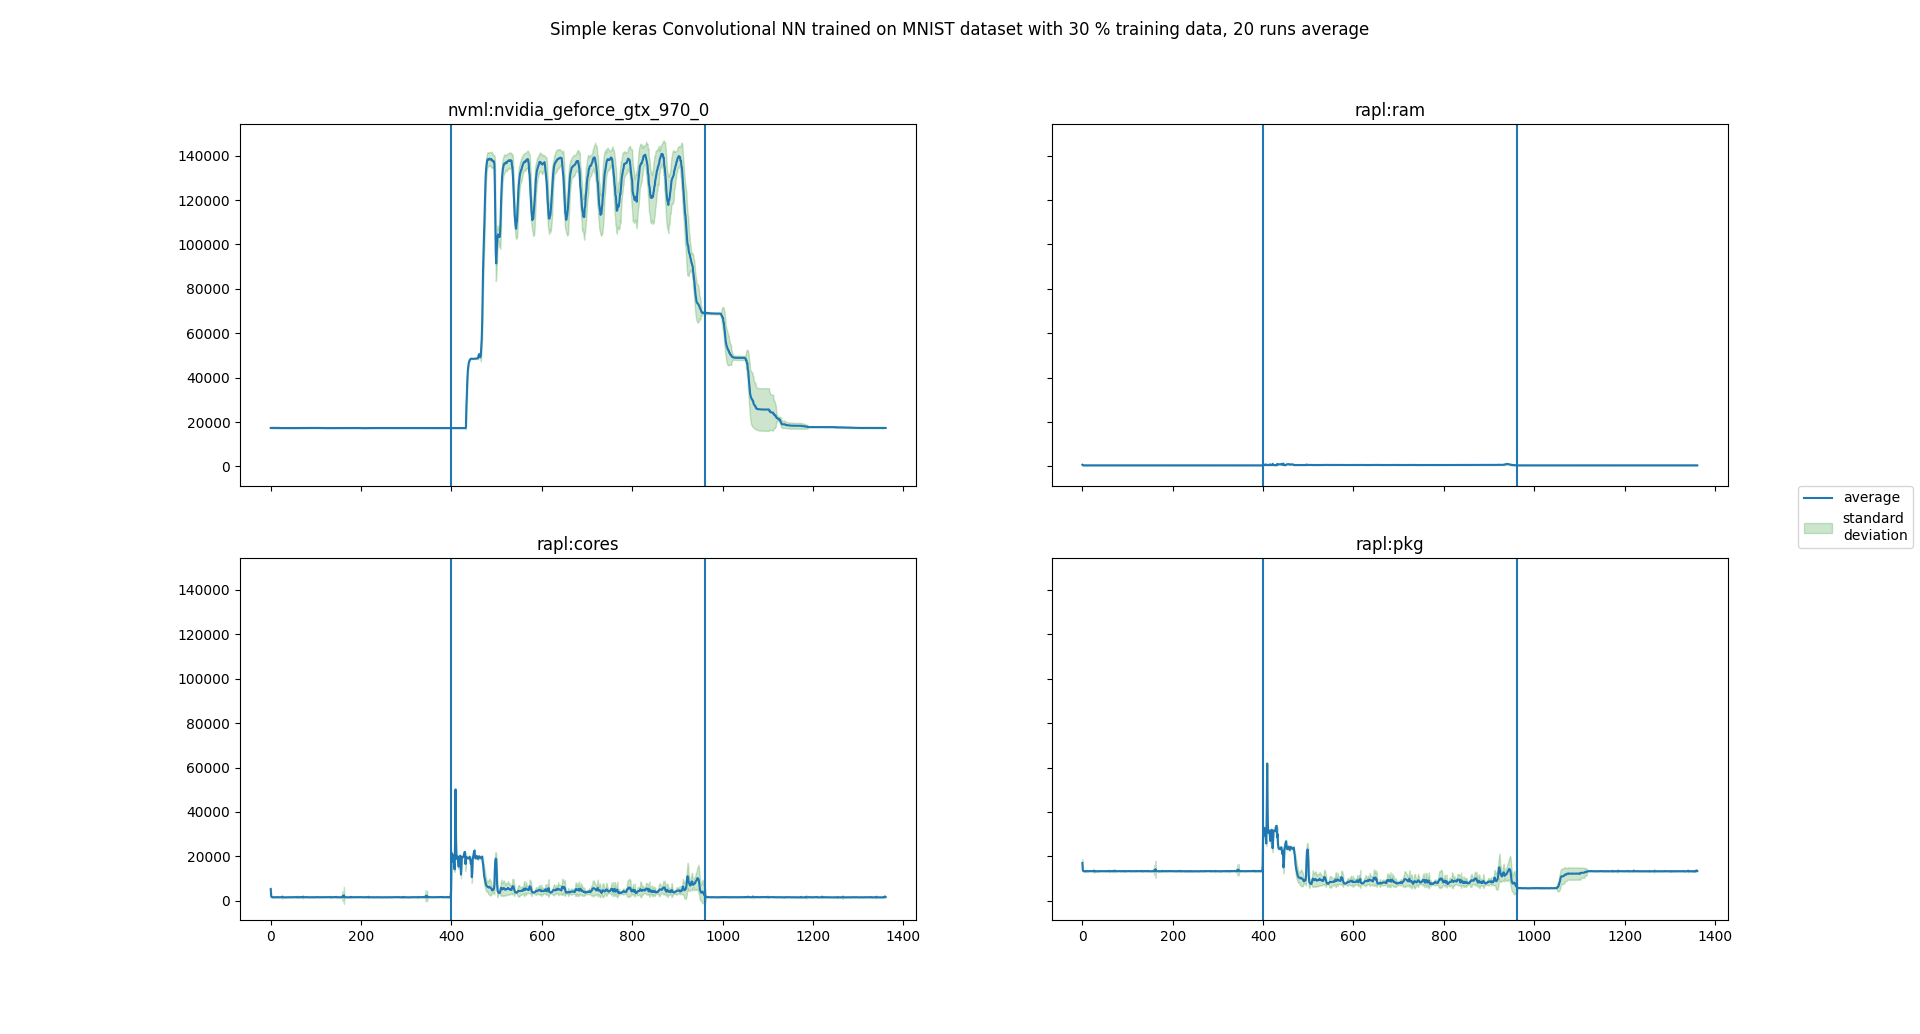 Simple keras Convolutional NN trained on MNIST dataset with 30 % training data, 20 runs average
nvml:nvidia_geforce_gtx_970_0
140000
120000
100000
80000
60000
40000
20000
0
rapl:ram
rapl:cores
140000
120000
100000
80000
60000
40000
20000
0
0 200 400 600 800 1000 1200 1400
rapl:pkg
0 200 400 600 800 1000 1200 1400
average
standard
deviation